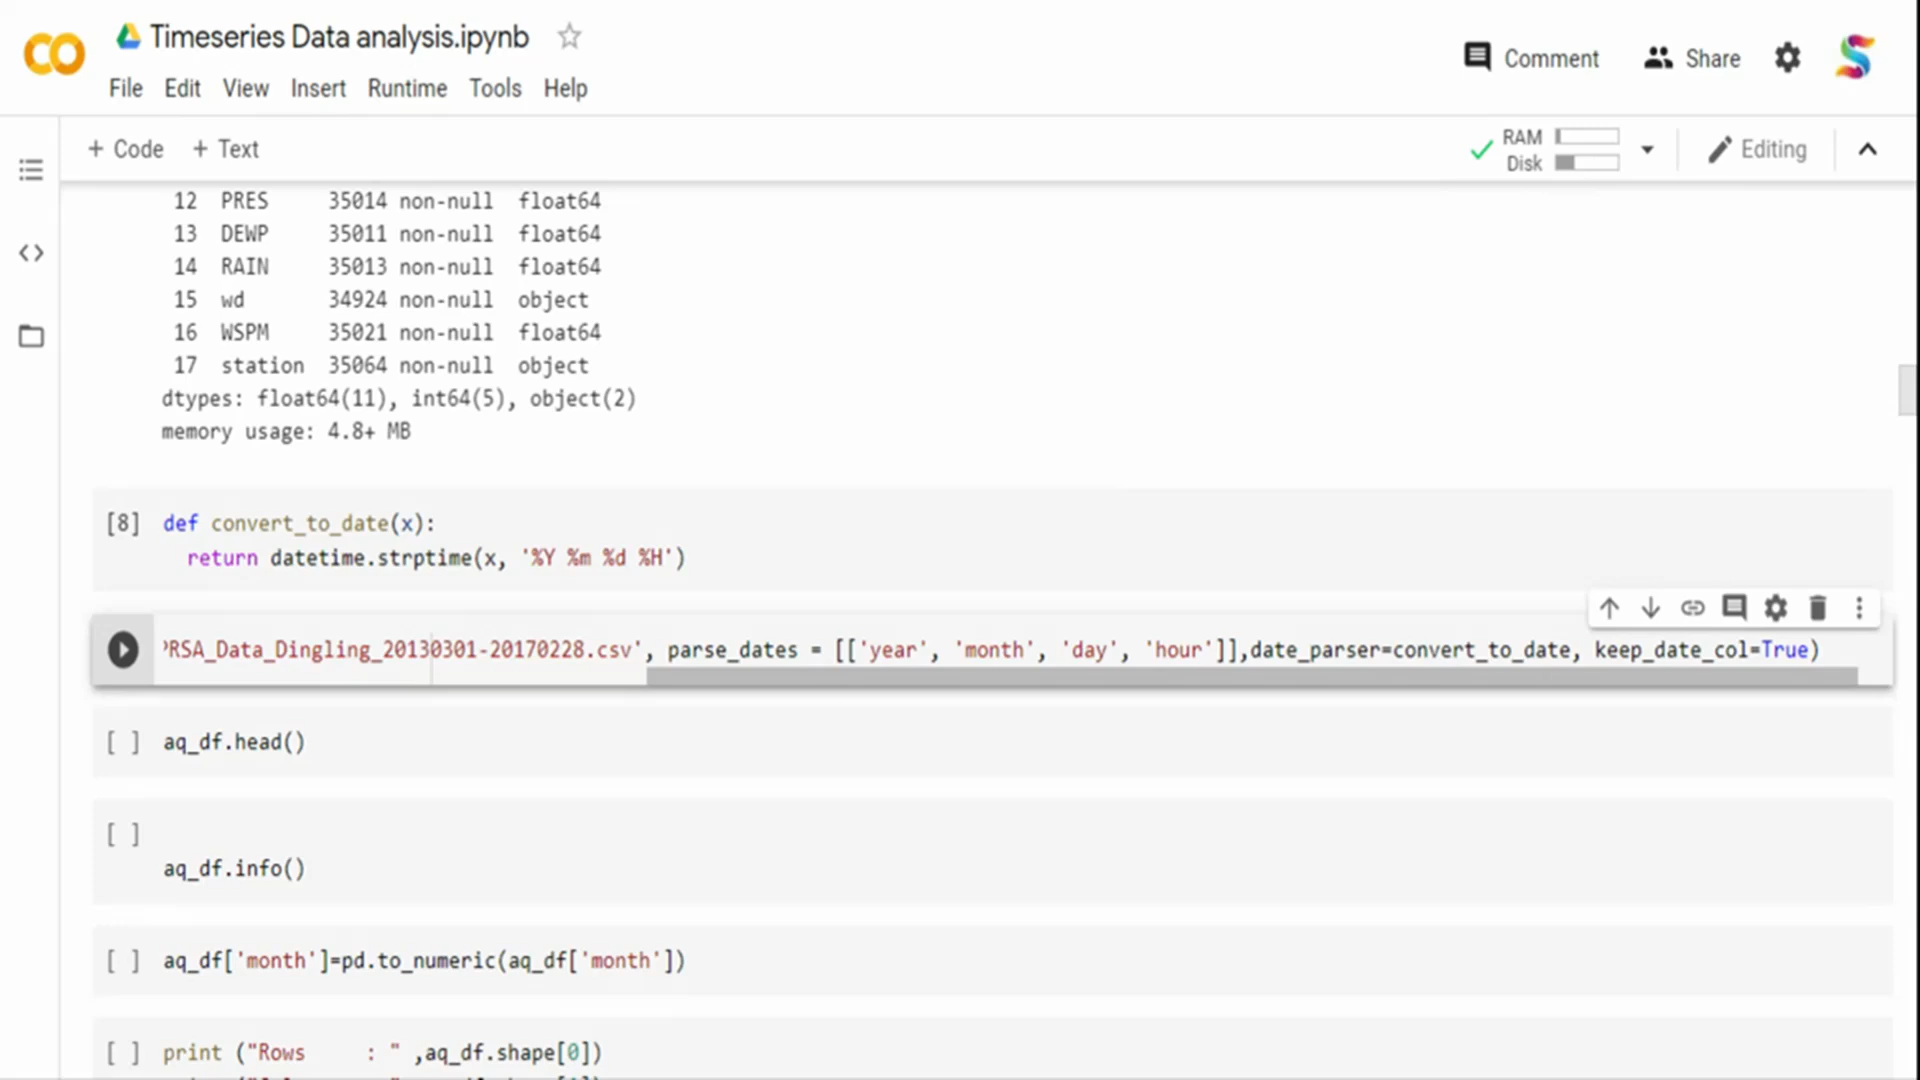 Timeseries Data analysis.ipynb
Comment
Share
File Edit View Insert Runtime Tools Help
+ Code + Text
RAM
Disk
Editing
12 PRES 35014 non-null float64
13 DEWP 35011 non-null float64
14 RAIN 35013 non-null float64
15 wd 34924 non-null object
16 WSPM 35021 non-null float64
17 station 35064 non-null object
dtypes: float64(11), int64(5), object(2)
memory usage: 4.8+ MB
[8] def convert_to_date(x):
return datetime.strptime(x, '%Y %m %d %H')
RSA_Data_Dingling_20130301-20170228.csv', parse_dates = [['year', 'month', 'day', 'hour']],date_parser=convert_to_date, keep_date_col=True)
[ ] aq_df.head()
[ ]
aq_df.info()
[ ] aq_df['month']=pd.to_numeric(aq_df['month'])
[ ] print ("Rows : " ,aq_df.shape[0])